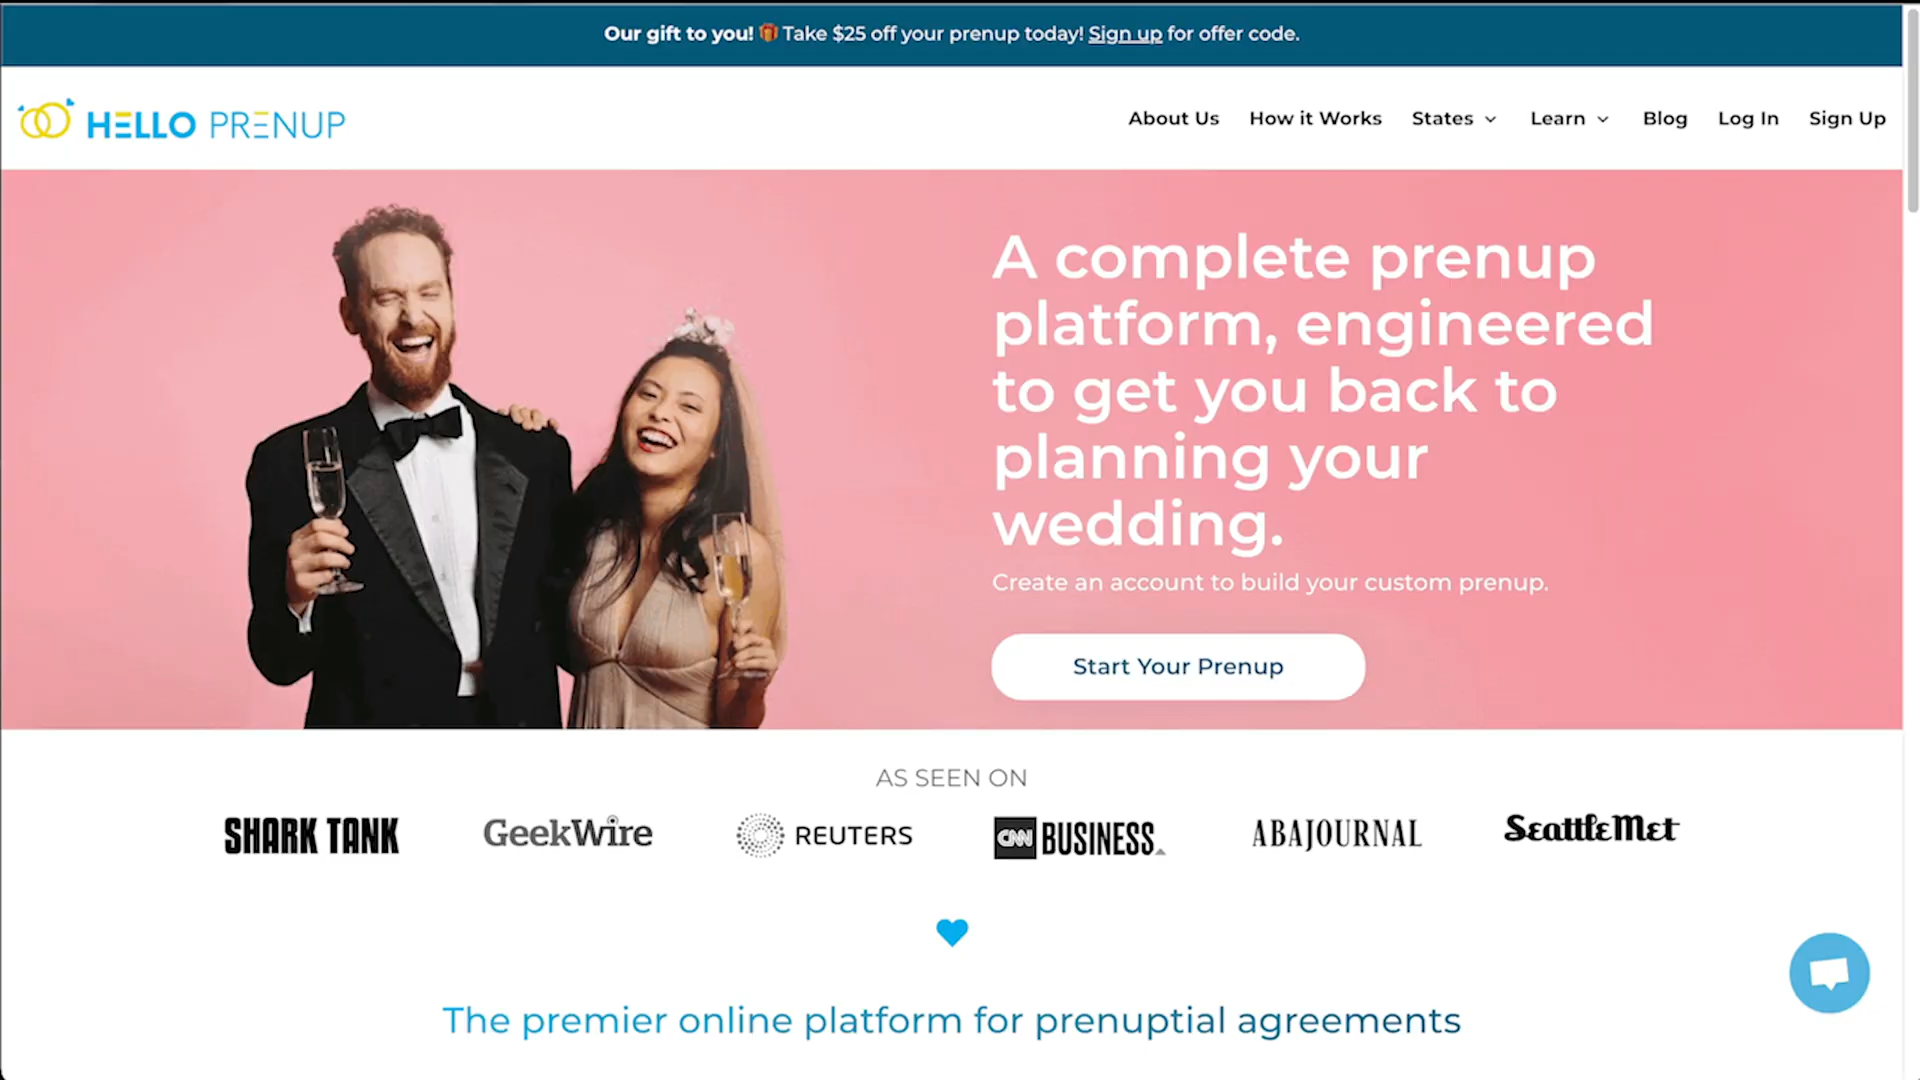 Our gift to you! Take $25 off your prenup today! Sign up for offer code.
HELLO PRENUP
About Us How it Works States Learn Blog Log In Sign Up
A complete prenup
platform, engineered
to get you back to
planning your
wedding.
Create an account to build your custom prenup.
Start Your Prenup
AS SEEN ON
SHARK TANK GeekWire REUTERS CNN BUSINESS ABAJOURNAL SeattleMet
The premier online platform for prenuptial agreements